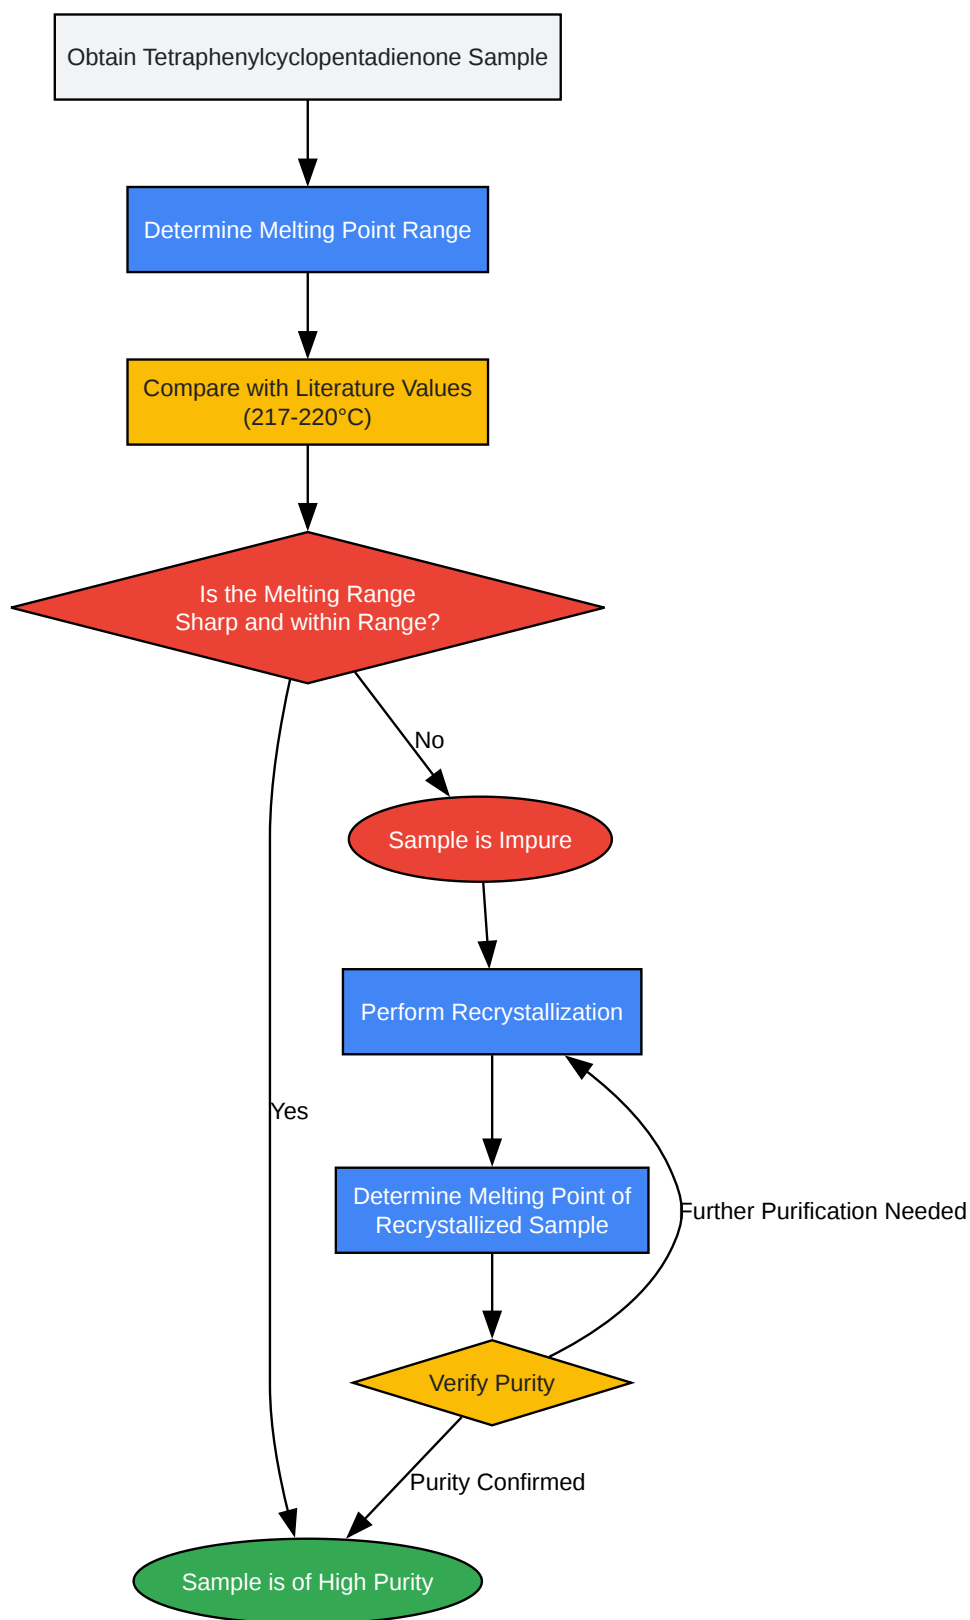 Obtain Tetraphenylcyclopentadienone Sample
Determine Melting Point Range
Compare with Literature Values
(217-220°C)
Is the Melting Range
Sharp and within Range?
No
Sample is Impure
Perform Recrystallization
Yes
Determine Melting Point of
Recrystallized Sample
Further Purification Needed
Verify Purity
Purity Confirmed
Sample is of High Purity